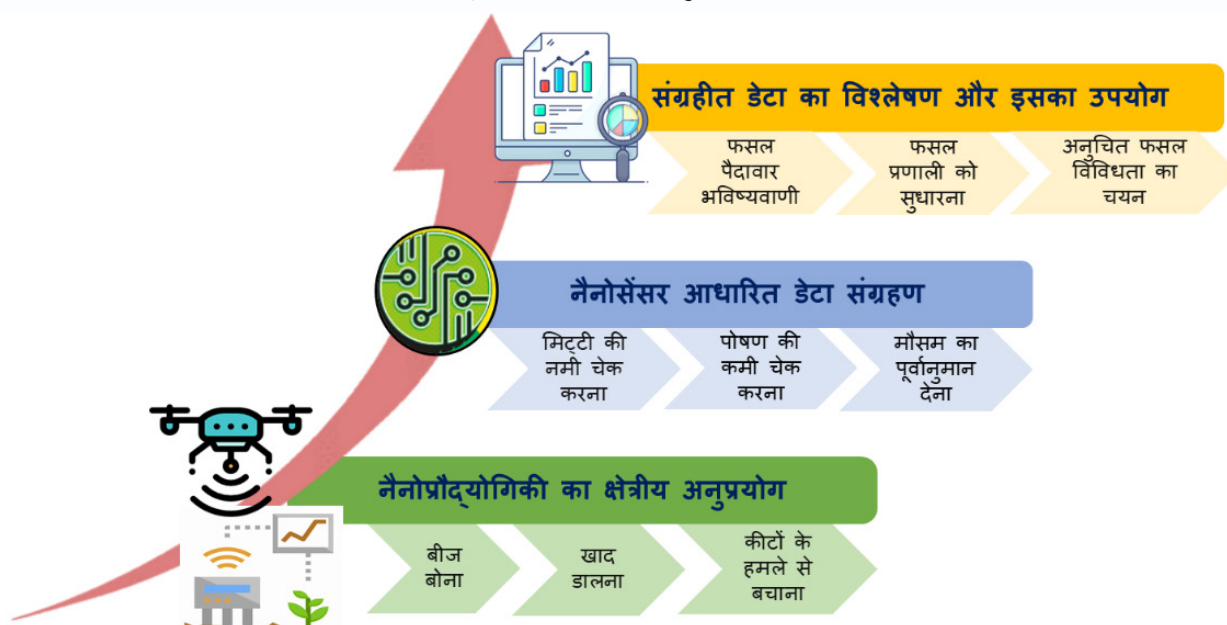 संग्रहीत डेटा का विश्लेषण और इसका उपयोग
फसल
पैदावार
भविष्यवाणी
फसल
प्रणाली को
सुधारना
अनुचित फसल
विविधता का
चयन
नैनोसेंसर आधारित डेटा संग्रहण
मिट्टी की
नमी चेक
करना
पोषण की
कमी चेक
करना
मौसम का
पूर्वानुमान
देना
नैनोप्रौद्योगिकी का क्षेत्रीय अनुप्रयोग
बीज
बोना
खाद
डालना
कीटों के
हमले से
बचाना